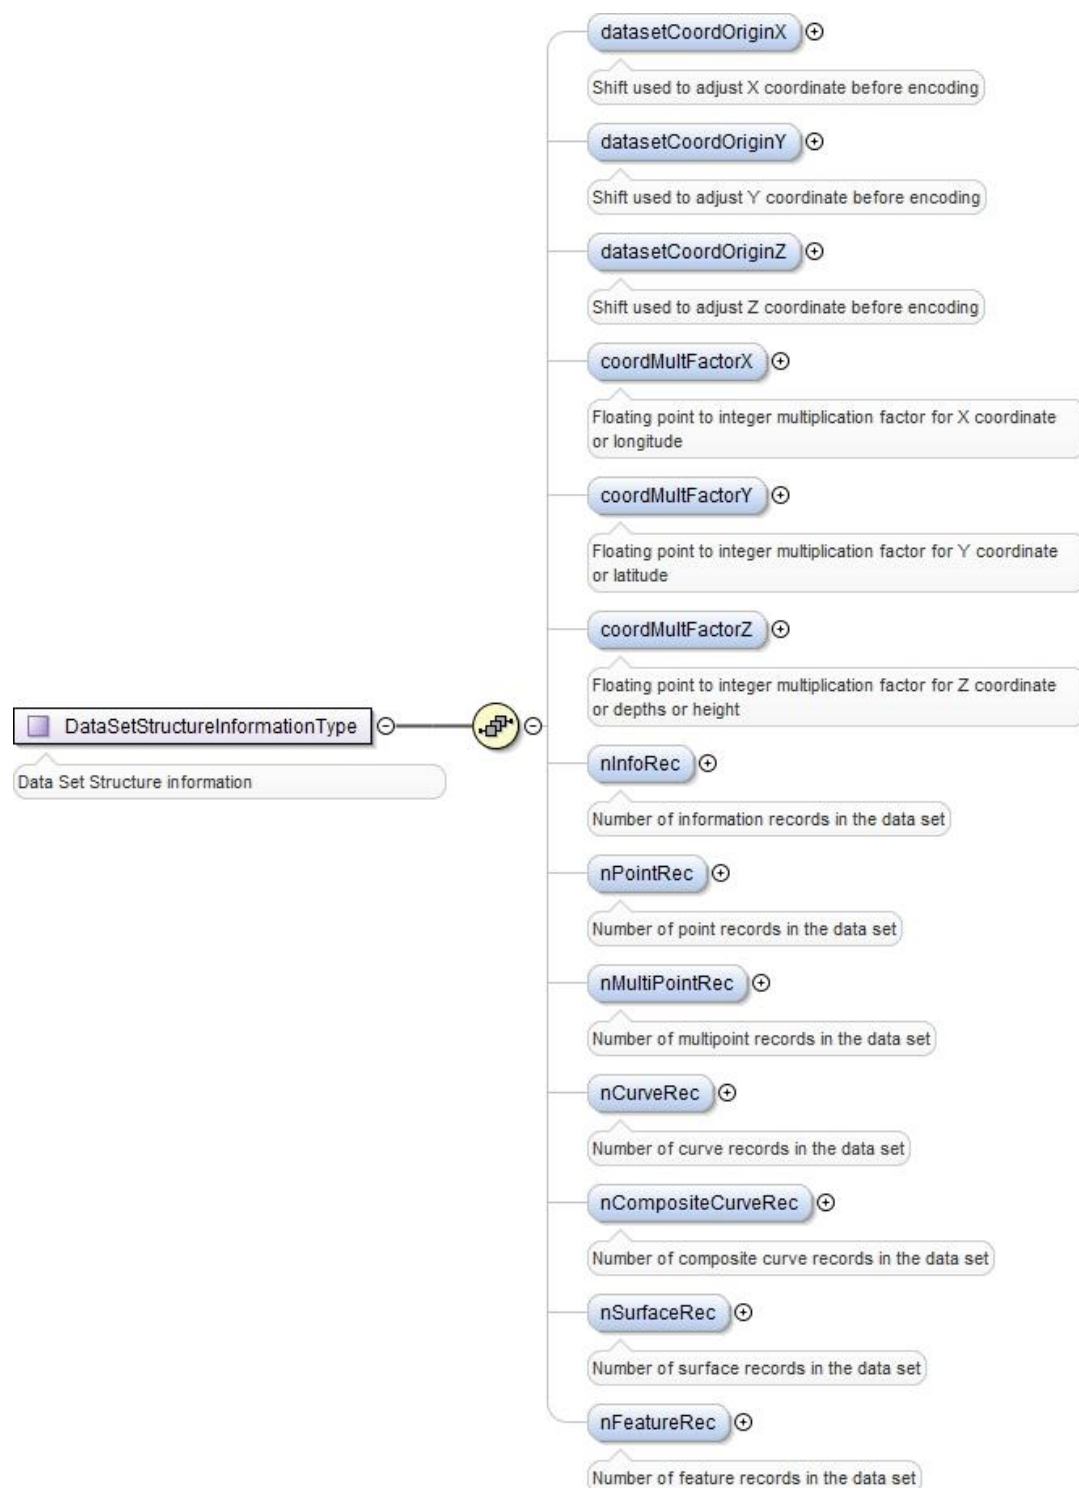 datasetCoordOriginX
Shift used to adjust X coordinate before encoding
datasetCoordOriginY
Shift used to adjust Y coordinate before encoding
datasetCoordOriginZ
Shift used to adjust Z coordinate before encoding
coordMultFactorX
Floating point to integer multiplication factor for X coordinate
or longitude
coordMultFactorY
Floating point to integer multiplication factor for Y coordinate
or latitude
coordMultFactorZ
Floating point to integer multiplication factor for Z coordinate
or depths or height
DataSetStructureInformationType
Data Set Structure information
nInfoRec
Number of information records in the data set
nPointRec
Number of point records in the data set
nMultiPointRec
Number of multipoint records in the data set
nCurveRec
Number of curve records in the data set
nCompositeCurveRec
Number of composite curve records in the data set
nSurfaceRec
Number of surface records in the data set
nFeatureRec
Number of feature records in the data set